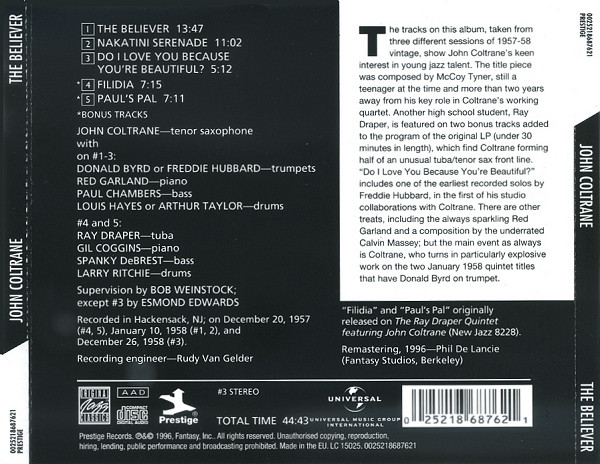 THE BELIEVER
0025218687621
PRESTIGE
JOHN COLTRANE
0025218687621
PRESTIGE
1 THE BELIEVER 13:47
2 NAKATINI SERENADE 11:02
3 DO I LOVE YOU BECAUSE
YOU'RE BEAUTIFUL? 5:12
*4 FILIDIA 7:15
*5 PAUL'S PAL 7:11
*BONUS TRACKS
JOHN COLTRANE—tenor saxophone
with
on #1-3:
DONALD BYRD OR FREDDIE HUBBARD—trumpets
RED GARLAND—piano
PAUL CHAMBERS—bass
LOUIS HAYES or ARTHUR TAYLOR—drums
#4 and 5:
RAY DRAPER—tuba
GIL COGGINS—piano
SPANKY DeBREST—bass
LARRY RITCHIE—drums
Supervision by BOB WEINSTOCK;
except #3 by ESMOND EDWARDS
Recorded in Hackensack, NJ; on December 20, 1957
(#4, 5), January 10, 1958 (#1, 2), and
December 26, 1958 (#3).
Recording engineer—Rudy Van Gelder
The tracks on this album, taken from
three different sessions of 1957-58
vintage, show John Coltrane's keen
interest in young jazz talent. The title piece
was composed by McCoy Tyner, still a
teenager at the time and more than two years
away from his key role in Coltrane's working
quartet. Another high school student, Ray
Draper, is featured on two bonus tracks added
to the program of the original LP (under 30
minutes in length), which find Coltrane forming
half of an unusual tuba/tenor sax front line.
"Do I Love You Because You're Beautiful?"
includes one of the earliest recorded solos by
Freddie Hubbard, in the first of his studio
collaborations with Coltrane. There are other
treats, including the always sparkling Red
Garland and a composition by the underrated
Calvin Massey; but the main event as always
is Coltrane, who turns in particularly explosive
work on the two January 1958 quintet titles
that have Donald Byrd on trumpet.
"Filidia" and "Paul's Pal" originally
released on The Ray Draper Quintet
featuring John Coltrane (New Jazz 8228).
Remastering, 1996—Phil De Lancie
(Fantasy Studios, Berkeley)
ORIGINAL
Jazz
CLASSICS
AAD
COMPACT
disc
DIGITAL AUDIO
Prestige
#3 STEREO
TOTAL TIME 44:43
UNIVERSAL
UNIVERSAL MUSIC GROUP
INTERNATIONAL
0 25218 68762 1
Prestige Records. ℗&© 1996, Fantasy, Inc.. All rights reserved. Unauthorised copying, reproduction,
hiring, lending, public performance and broadcasting prohibited. Made in the EU. LC 15025. 0025218687621
0025218687621
PRESTIGE
JOHN COLTRANE
THE BELIEVER